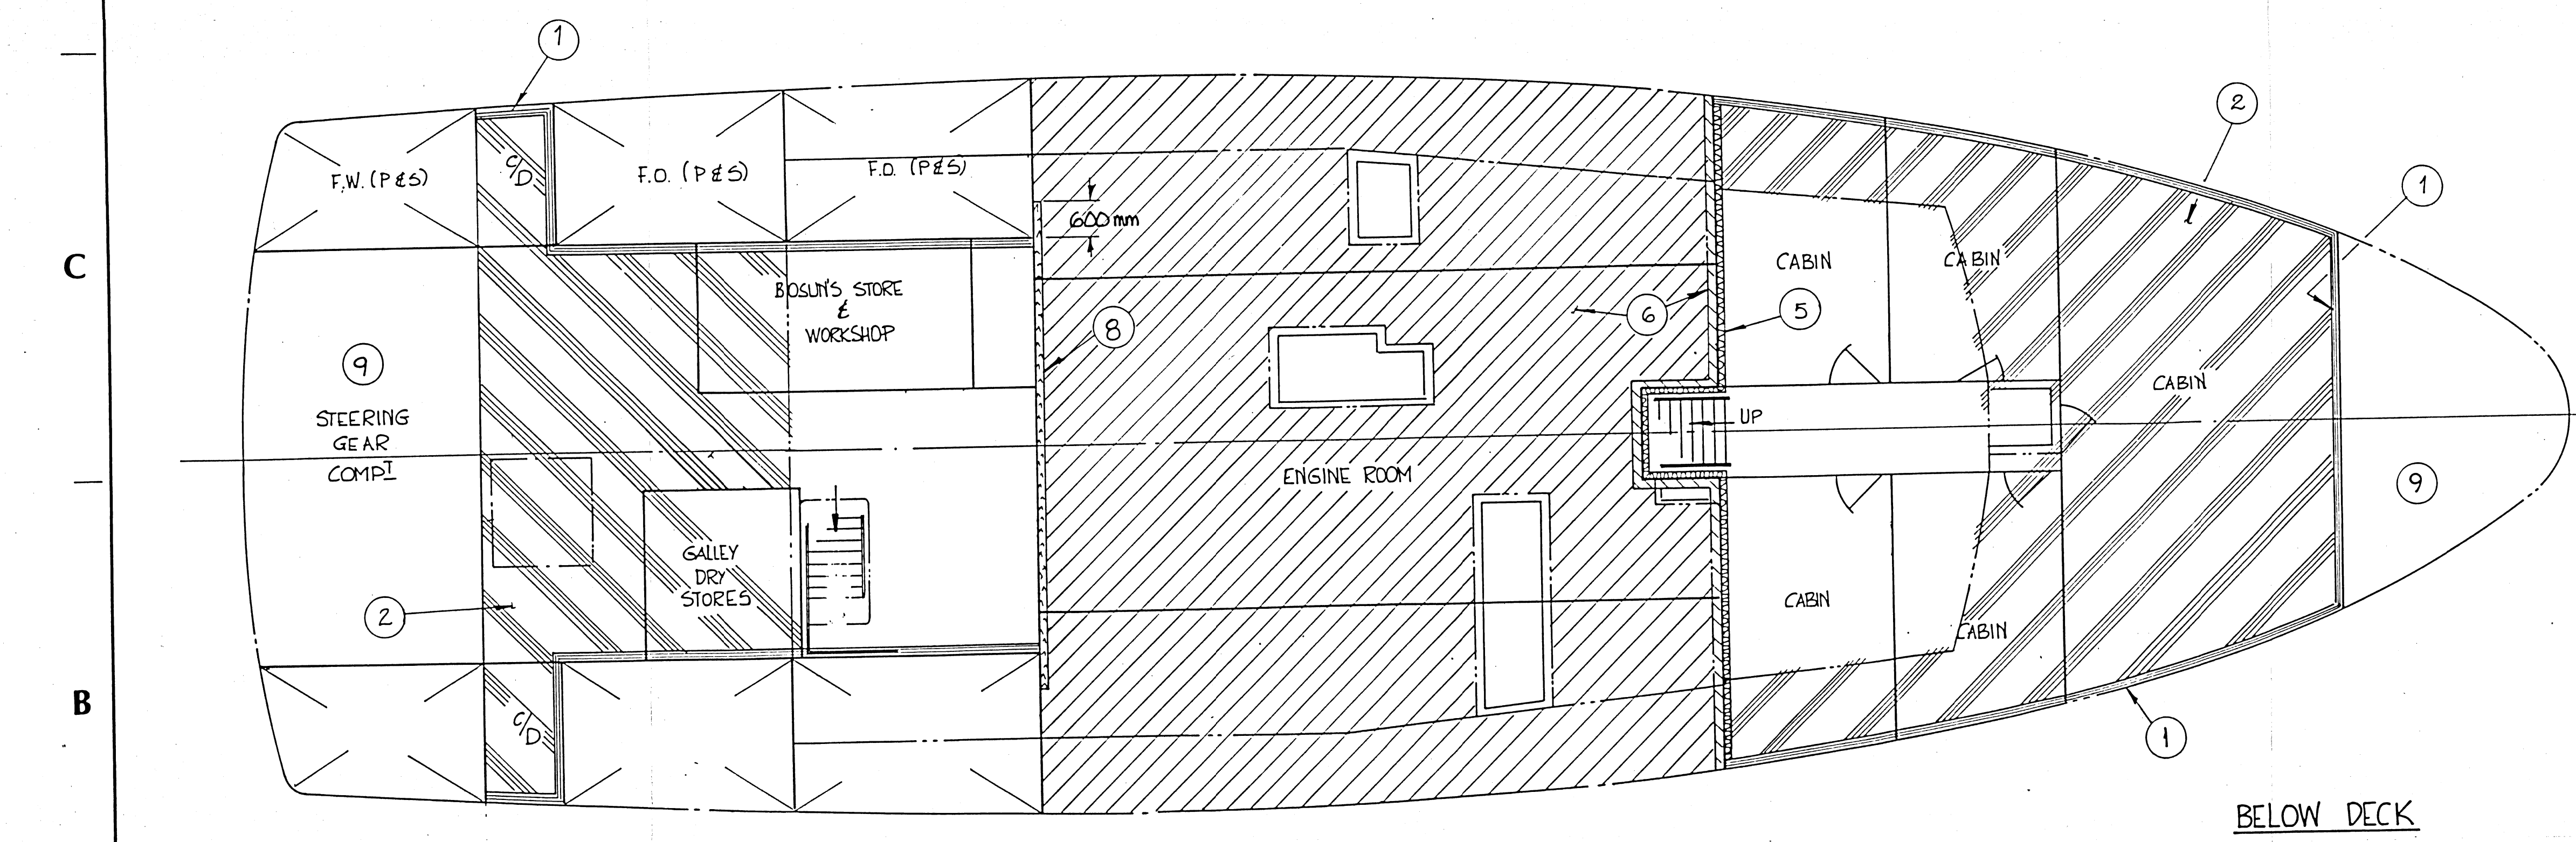 1
2
1
C
F.W. (P & S)
C/D
F.O. (P & S)
F.O. (P & S)
600mm
BOSUN'S STORE
&
WORKSHOP
8
6
5
CABIN
CABIN
CABIN
9
STEERING
GEAR
COMPT
UP
ENGINE ROOM
9
GALLEY
DRY
STORES
2
CABIN
CABIN
B
C/D
1
BELOW DECK